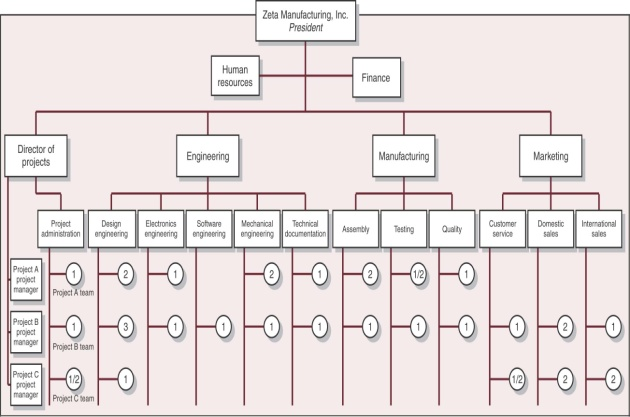 Zeta Manufacturing, Inc.
President
Human
resources
Finance
Director of
projects
Engineering
Manufacturing
Marketing
Project
administration
Design
engineering
Electronics
engineering
Software
engineering
Mechanical
engineering
Technical
documentation
Assembly
Testing
Quality
Customer
service
Domestic
sales
International
sales
Project A
project
manager
1
2
1
2
1
2
1/2
1
Project A team
Project B
project
manager
1
3
1
1
1
1
1
1
1
1
2
1
Project B team
Project C
project
manager
1/2
1
1/2
2
2
Project C team